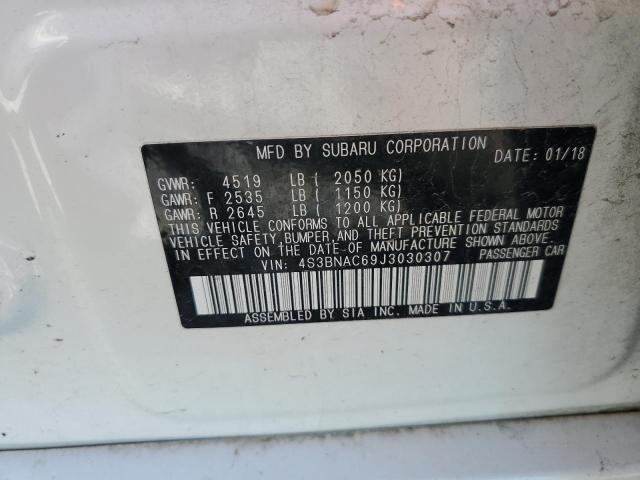 MFD BY SUBARU CORPORATION DATE: 01/18
GVWR: 4519 LB ( 2050 KG)
GAWR: F 2535 LB ( 1150 KG)
GAWR: R 2645 LB ( 1200 KG)
THIS VEHICLE CONFORMS TO ALL APPLICABLE FEDERAL MOTOR
VEHICLE SAFETY, BUMPER, AND THEFT PREVENTION STANDARDS
IN EFFECT ON THE DATE OF MANUFACTURE SHOWN ABOVE.
VIN: 4S3BNAC69J3030307 PASSENGER CAR
ASSEMBLED BY SIA INC. MADE IN U.S.A.